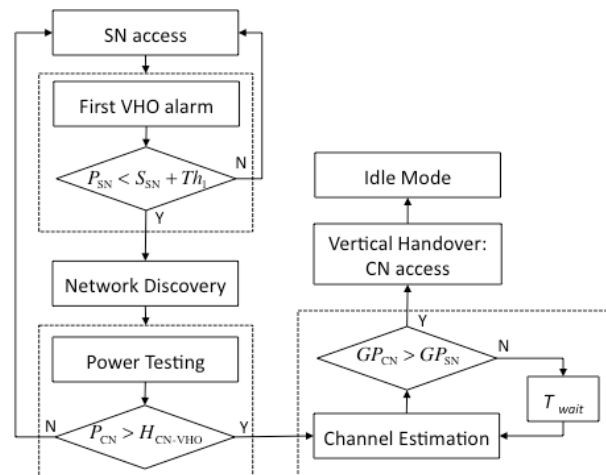 SN access
First VHO alarm
N
P_SN < S_SN + Th_1
Y
Network Discovery
Power Testing
N
P_CN > H_CN-VHO
Y
Idle Mode
Vertical Handover:
CN access
Y
GP_CN > GP_SN
N
T_wait
Channel Estimation